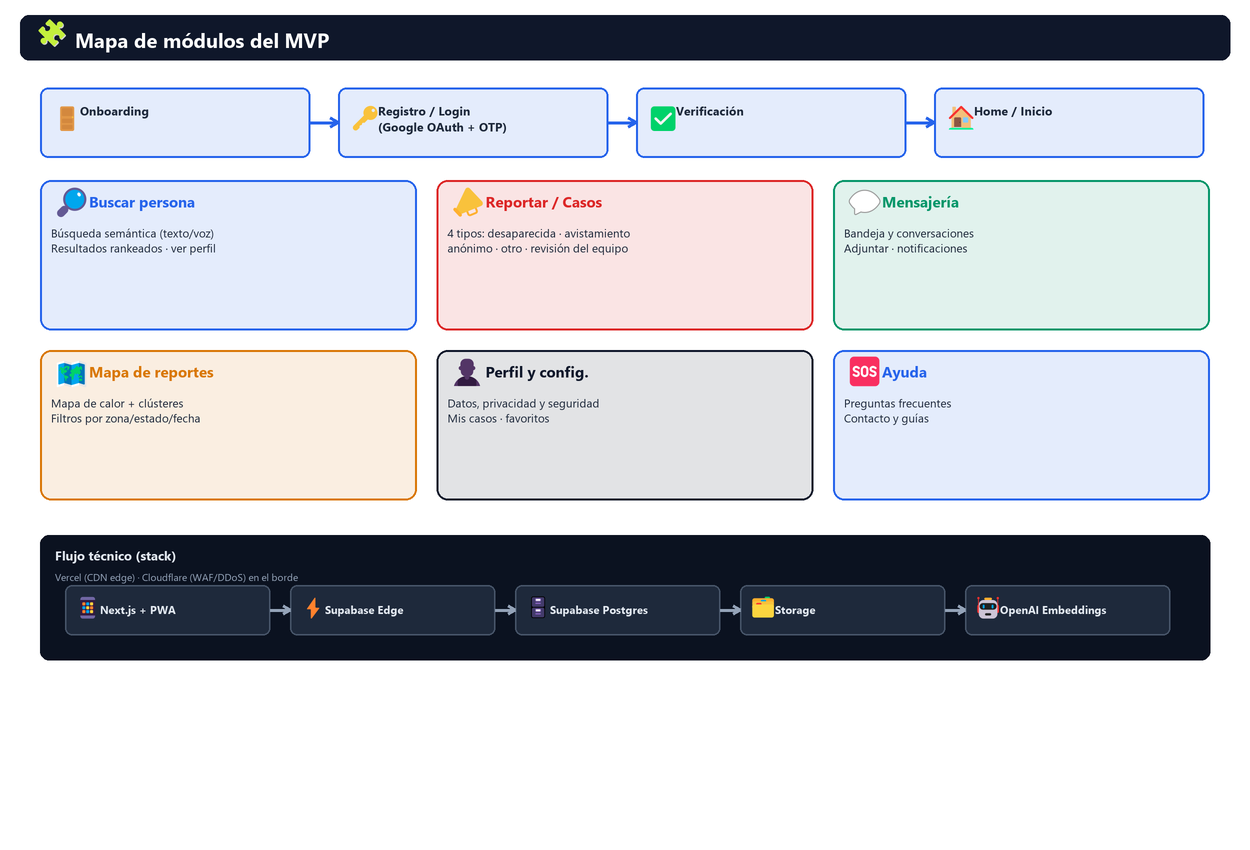 Mapa de módulos del MVP
Onboarding
Registro / Login
(Google OAuth + OTP)
Verificación
Home / Inicio
Buscar persona
Búsqueda semántica (texto/voz)
Resultados rankeados · ver perfil
Reportar / Casos
4 tipos: desaparecida · avistamiento
anónimo · otro · revisión del equipo
Mensajería
Bandeja y conversaciones
Adjuntar · notificaciones
Mapa de reportes
Mapa de calor + clústeres
Filtros por zona/estado/fecha
Perfil y config.
Datos, privacidad y seguridad
Mis casos · favoritos
SOS
Ayuda
Preguntas frecuentes
Contacto y guías
Flujo técnico (stack)
Vercel (CDN edge) · Cloudflare (WAF/DDoS) en el borde
Next.js + PWA
Supabase Edge
Supabase Postgres
Storage
OpenAI Embeddings